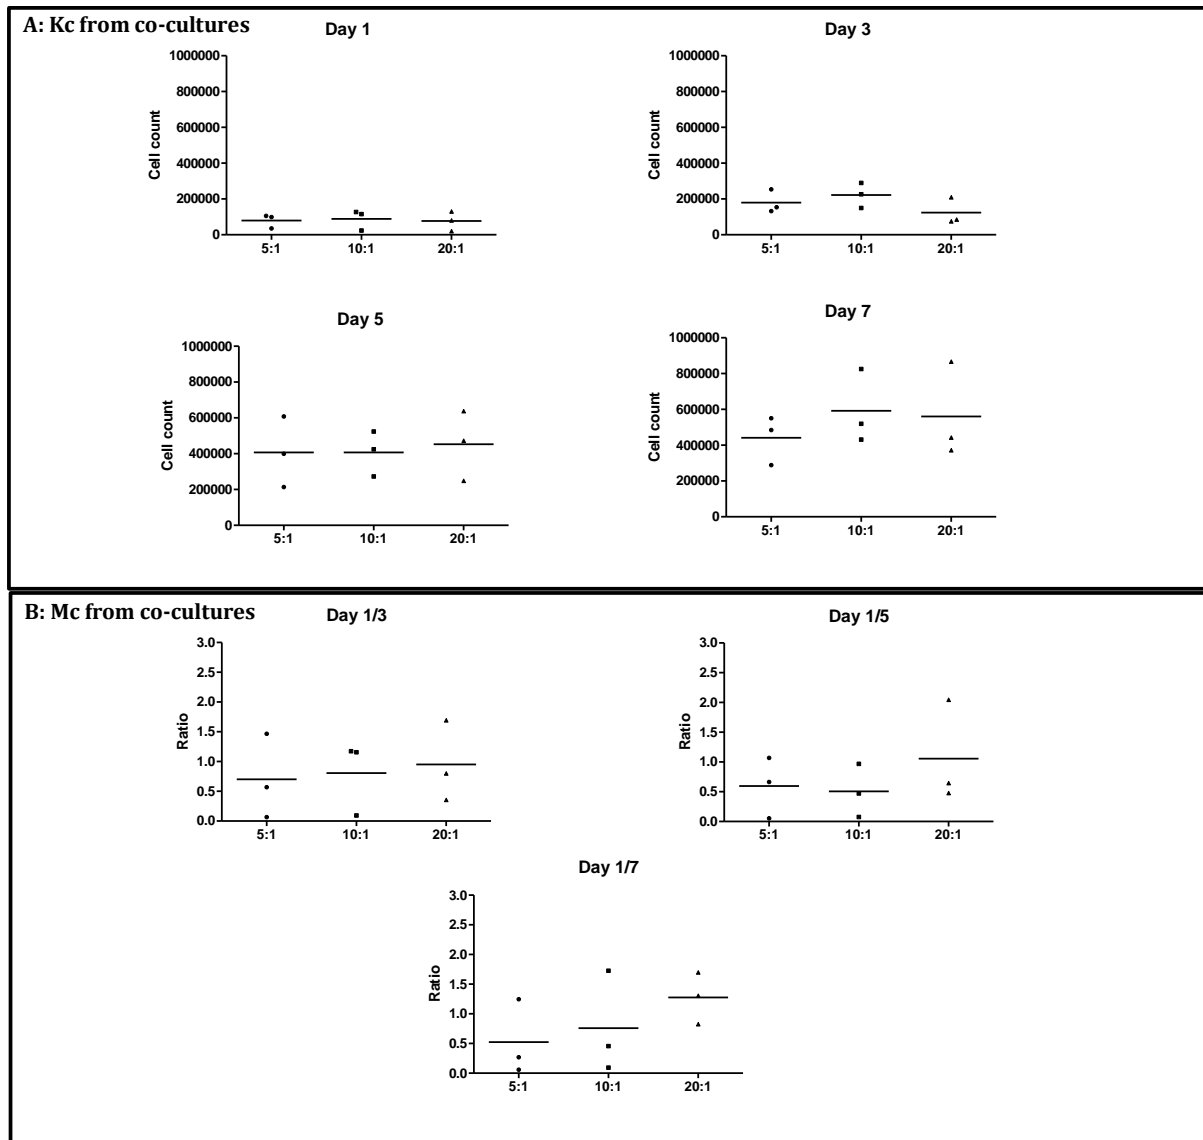 A: Kc from co-cultures
Day 1
1000000
800000
600000
400000
200000
0
Cell count
5:1 10:1 20:1
Day 3
1000000
800000
600000
400000
200000
0
Cell count
5:1 10:1 20:1
Day 5
1000000
800000
600000
400000
200000
0
Cell count
5:1 10:1 20:1
Day 7
1000000
800000
600000
400000
200000
0
Cell count
5:1 10:1 20:1
B: Mc from co-cultures
Day 1/3
3.0
2.5
2.0
1.5
1.0
0.5
0.0
Ratio
5:1 10:1 20:1
Day 1/5
3.0
2.5
2.0
1.5
1.0
0.5
0.0
Ratio
5:1 10:1 20:1
Day 1/7
3.0
2.5
2.0
1.5
1.0
0.5
0.0
Ratio
5:1 10:1 20:1